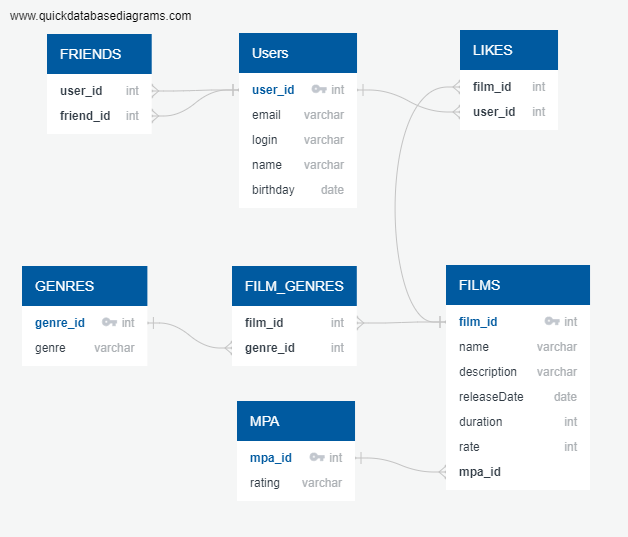 www.quickdatabasediagrams.com
FRIENDS
user_id int
friend_id int
Users
user_id int
email varchar
login varchar
name varchar
birthday date
LIKES
film_id int
user_id int
GENRES
genre_id int
genre varchar
FILM_GENRES
film_id int
genre_id int
FILMS
film_id int
name varchar
description varchar
releaseDate date
duration int
rate int
mpa_id
MPA
mpa_id int
rating varchar